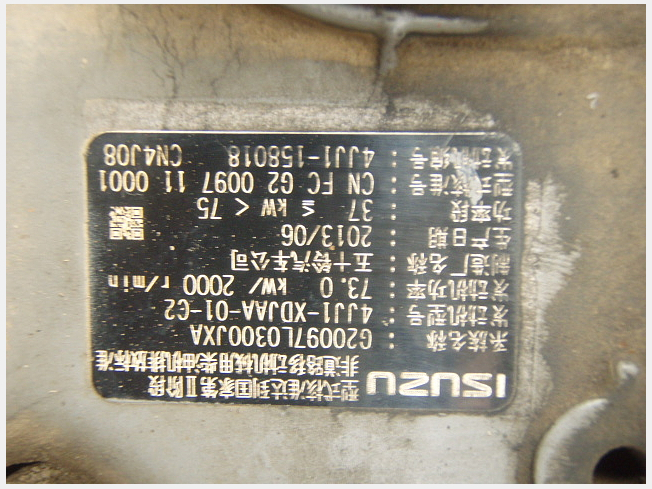 ISUZU
型式核准达到国家第Ⅱ阶段
非道路移动机械用柴油机排放标准
系族名称 : G20097L0300JXA
发动机型号 : 4JJ1-XDJAA-01-C2
发动机功率 : 73.0 kW/ 2000 r/min
制造厂名称 : 五十铃汽车公司
生产日期 : 2013/06
功率段 : 37 ≤ kW < 75
型式核准号 : CN FC G2 0097 11 0001
发动机编号 : 4JJ1-158018 CN4J08